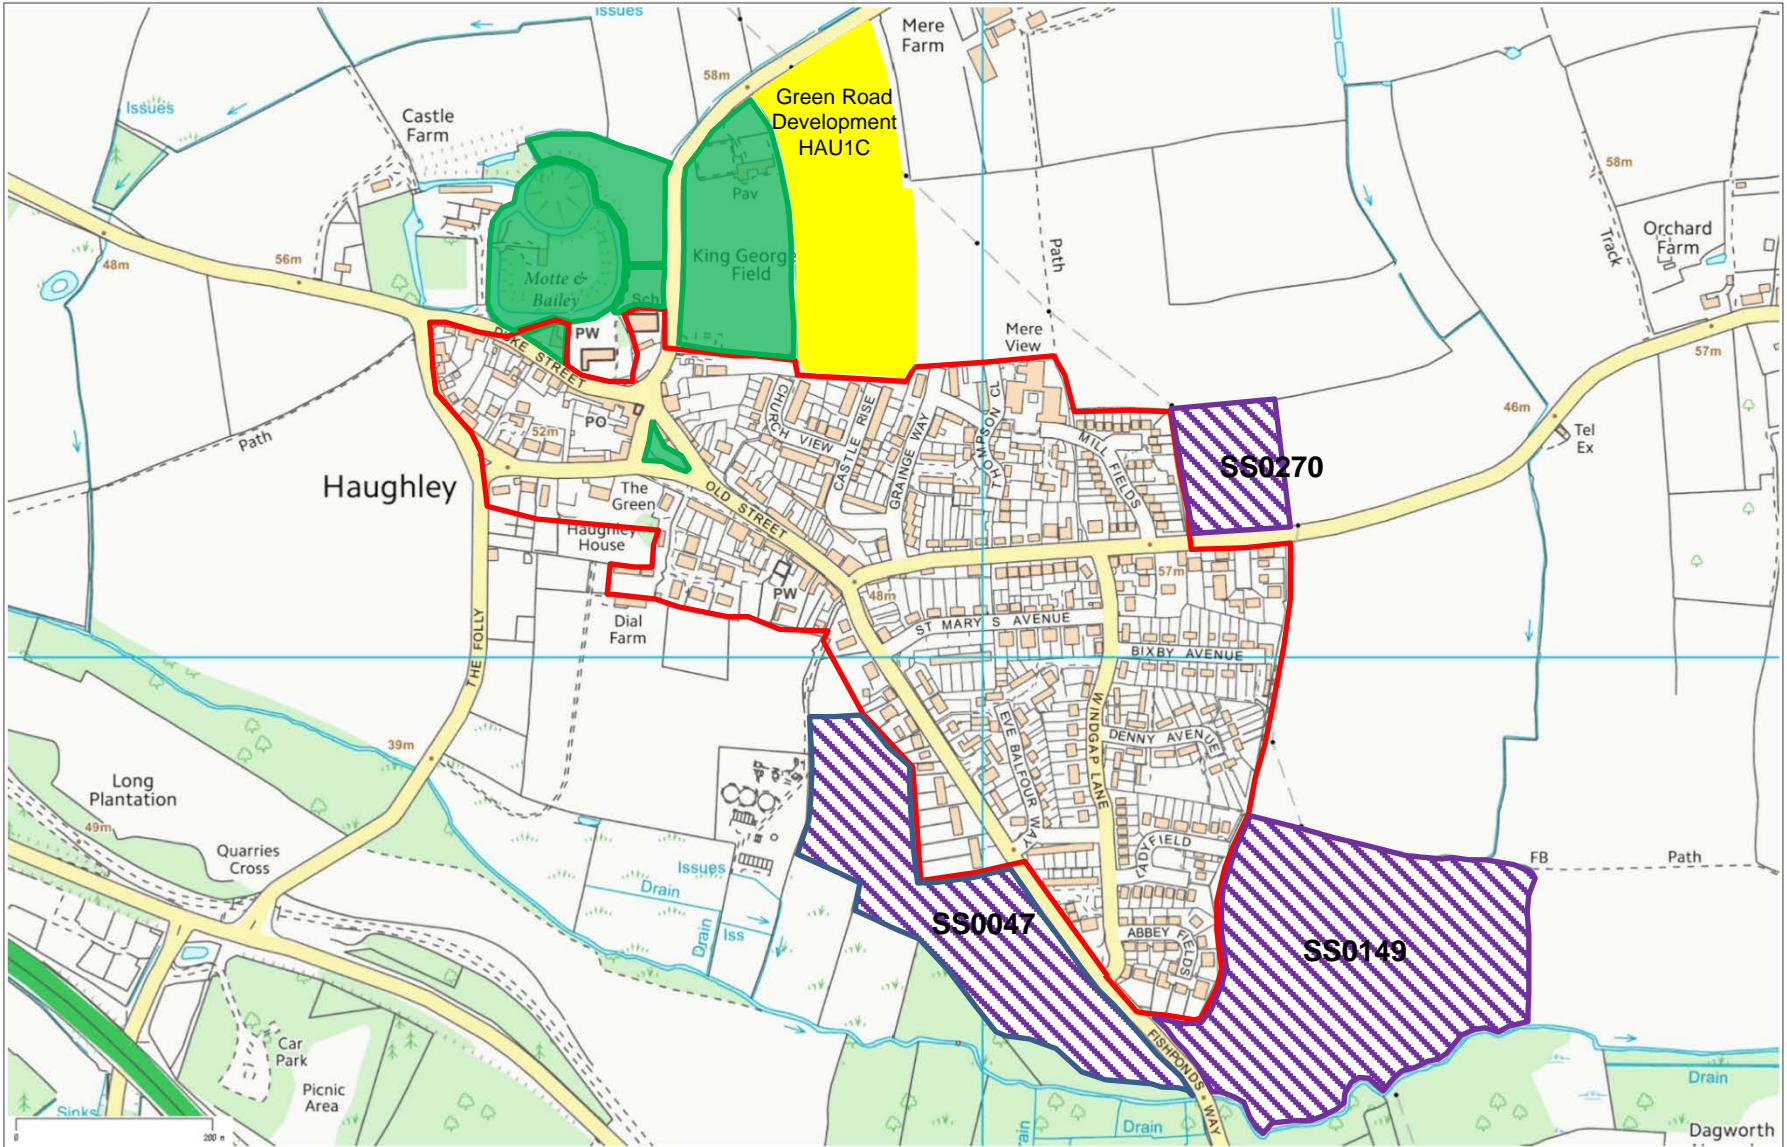 Issues
Mere
Farm
58m
Issues
Castle
Farm
Green Road
Development
HAU1C
58m
Pav
Orchard
Farm
Track
Path
King George
Field
56m
48m
Motte &
Bailey
Sch
PW
DUKE STREET
Mere
View
57m
46m
Tel
Ex
CHURCH VIEW
CASTLE RISE
GRAINGE WAY
THOMPSON CL
MILL FIELDS
SS0270
PO
52m
Path
Haughley
The
Green
OLD STREET
Haughley
House
PW
48m
57m
Dial
Farm
ST MARY S AVENUE
BIXBY AVENUE
THE FOLLY
WINDGAP LANE
EVE BALFOUR WAY
DENNY AVENUE
39m
Long
Plantation
49m
Quarries
Cross
LADYFIELD
FB
Path
Issues
Drain
Drain
Iss
SS0047
ABBEY FIELDS
SS0149
Car
Park
Picnic
Area
FISHPONDS WAY
Drain
Sinks
Drain
Dagworth
0
200 m